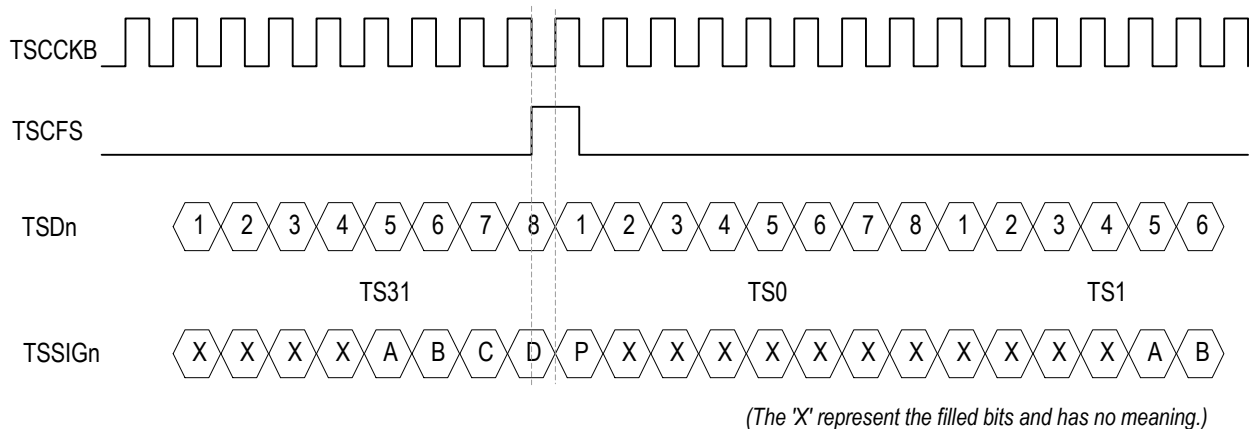 TSCCKB
TSCFS
TSDn 1 2 3 4 5 6 7 8 1 2 3 4 5 6 7 8 1 2 3 4 5 6
TS31 TS0 TS1
TSSIGn X X X X A B C D P X X X X X X X X X X X A B
(The 'X' represent the filled bits and has no meaning.)